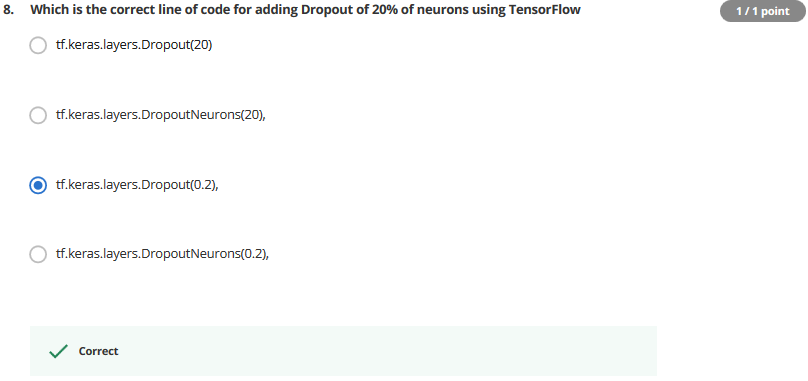 8. Which is the correct line of code for adding Dropout of 20% of neurons using TensorFlow
1 / 1 point
tf.keras.layers.Dropout(20)
tf.keras.layers.DropoutNeurons(20),
tf.keras.layers.Dropout(0.2),
tf.keras.layers.DropoutNeurons(0.2),
Correct